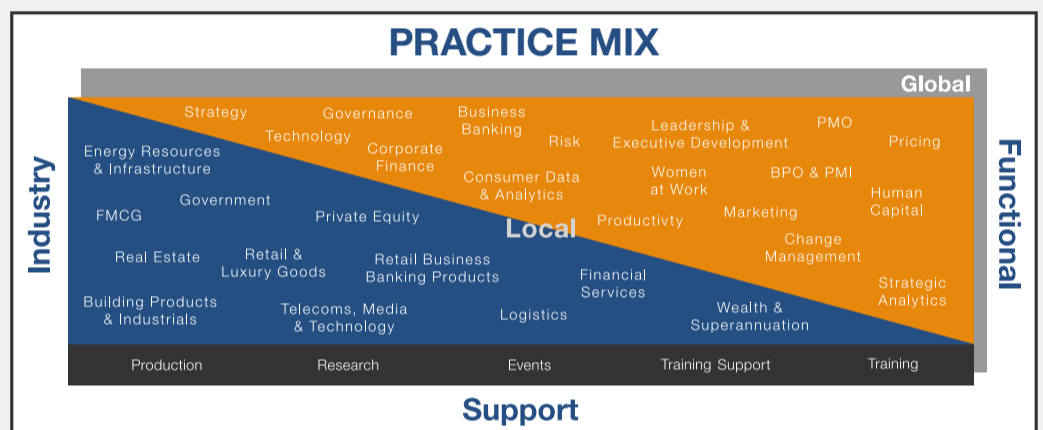 PRACTICE MIX
Global
Industry
Functional
Strategy
Governance
Business
Banking
Technology
Corporate
Finance
Risk
Leadership &
Executive Development
PMO
Pricing
Consumer Data
& Analytics
Women
at Work
BPO & PMI
Human
Capital
Productivty
Marketing
Change
Management
Strategic
Analytics
Local
Energy Resources
& Infrastructure
Government
FMCG
Private Equity
Real Estate
Retail &
Luxury Goods
Retail Business
Banking Products
Financial
Services
Building Products
& Industrials
Telecoms, Media
& Technology
Logistics
Wealth &
Superannuation
Production
Research
Events
Training Support
Training
Support